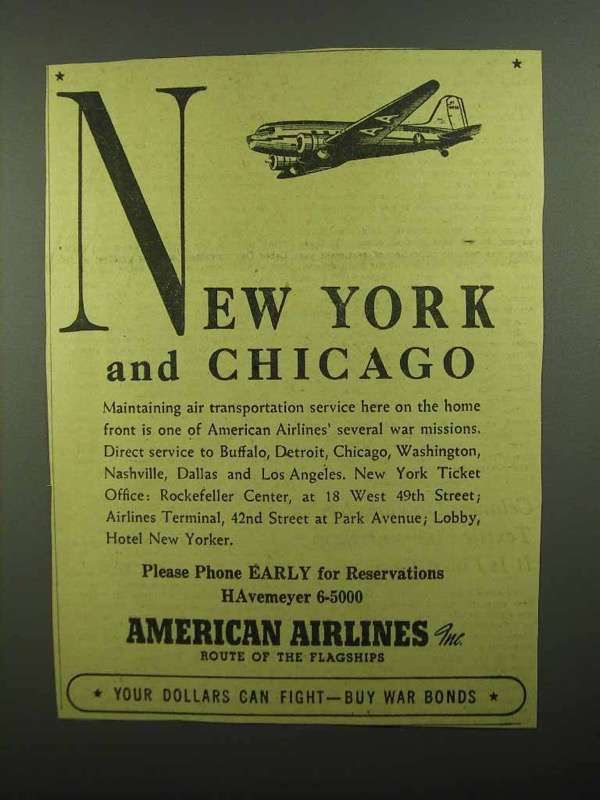 NEW YORK
and CHICAGO
Maintaining air transportation service here on the home
front is one of American Airlines' several war missions.
Direct service to Buffalo, Detroit, Chicago, Washington,
Nashville, Dallas and Los Angeles. New York Ticket
Office: Rockefeller Center, at 18 West 49th Street;
Airlines Terminal, 42nd Street at Park Avenue; Lobby,
Hotel New Yorker.
Please Phone EARLY for Reservations
HAvemeyer 6-5000
AMERICAN AIRLINES Inc.
ROUTE OF THE FLAGSHIPS
★ YOUR DOLLARS CAN FIGHT—BUY WAR BONDS ★